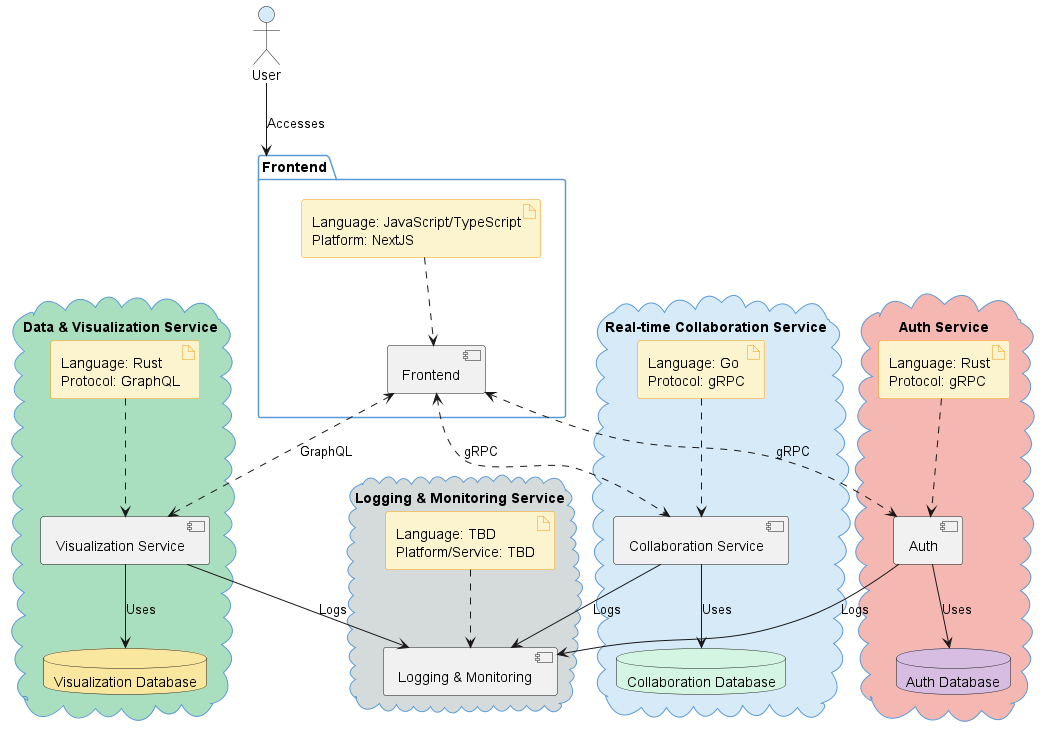 User
Accesses
Frontend
Language: JavaScript/TypeScript
Platform: NextJS
Frontend
Data & Visualization Service
Language: Rust
Protocol: GraphQL
Real-time Collaboration Service
Language: Go
Protocol: gRPC
Auth Service
Language: Rust
Protocol: gRPC
GraphQL
gRPC
gRPC
Logging & Monitoring Service
Language: TBD
Platform/Service: TBD
Visualization Service
Collaboration Service
Auth
Uses
Logs
Logs
Uses
Logs
Uses
Visualization Database
Logging & Monitoring
Collaboration Database
Auth Database